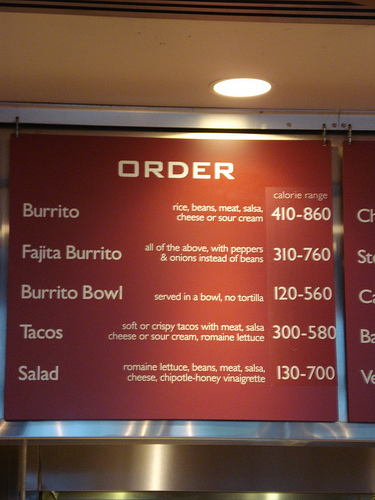 ORDER
calorie range
Burrito rice, beans, meat, salsa, 410-860
cheese or sour cream
Fajita Burrito all of the above, with peppers 310-760
& onions instead of beans
Burrito Bowl served in a bowl, no tortilla 120-560
Tacos soft or crispy tacos with meat, salsa 300-580
cheese or sour cream, romaine lettuce
Salad romaine lettuce, beans, meat, salsa, 130-700
cheese, chipotle-honey vinaigrette